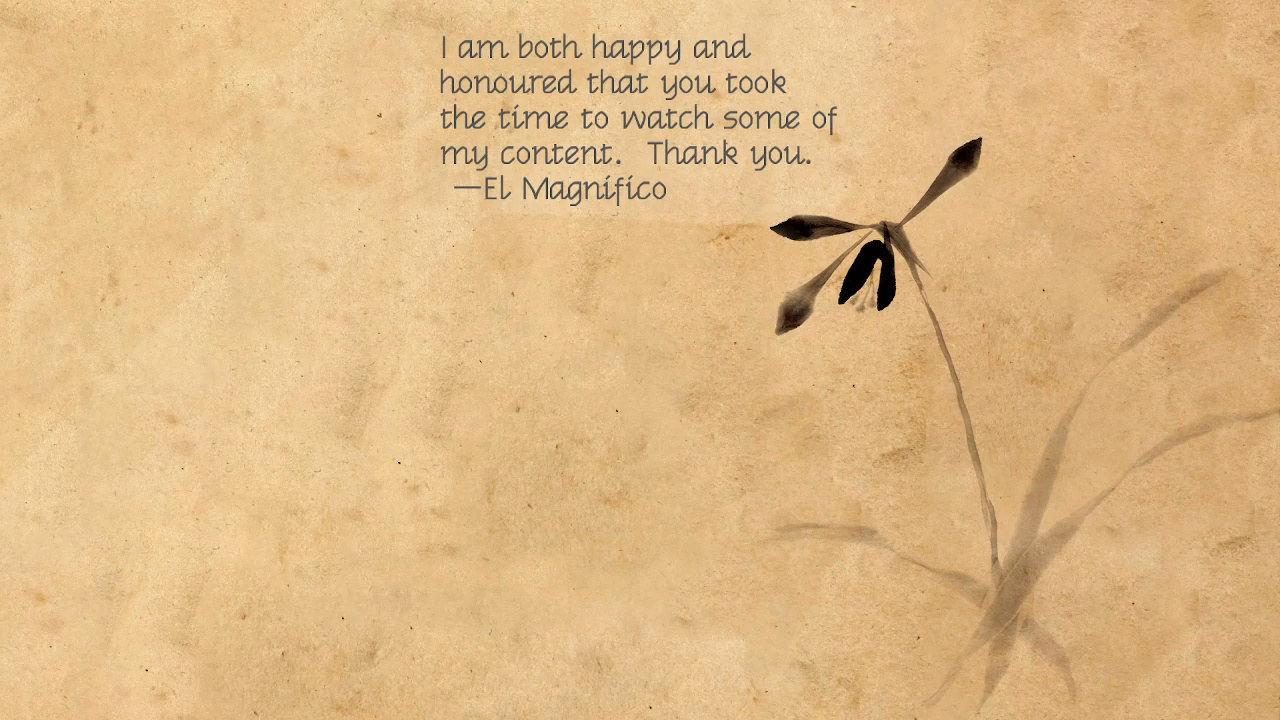 I am both happy and
honoured that you took
the time to watch some of
my content.  Thank you.
—El Magnifico